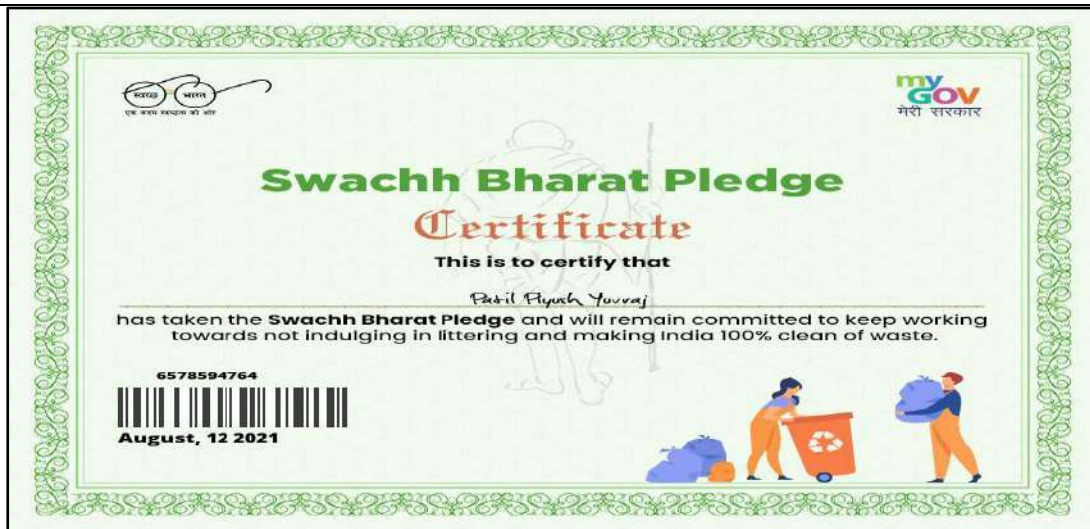 स्वच्छ भारत
एक कदम स्वच्छता की ओर
my
GOV
मेरी सरकार
Swachh Bharat Pledge
Certificate
This is to certify that
Patil Piyush Yuvraj
has taken the Swachh Bharat Pledge and will remain committed to keep working
towards not indulging in littering and making India 100% clean of waste.
6578594764
August, 12 2021